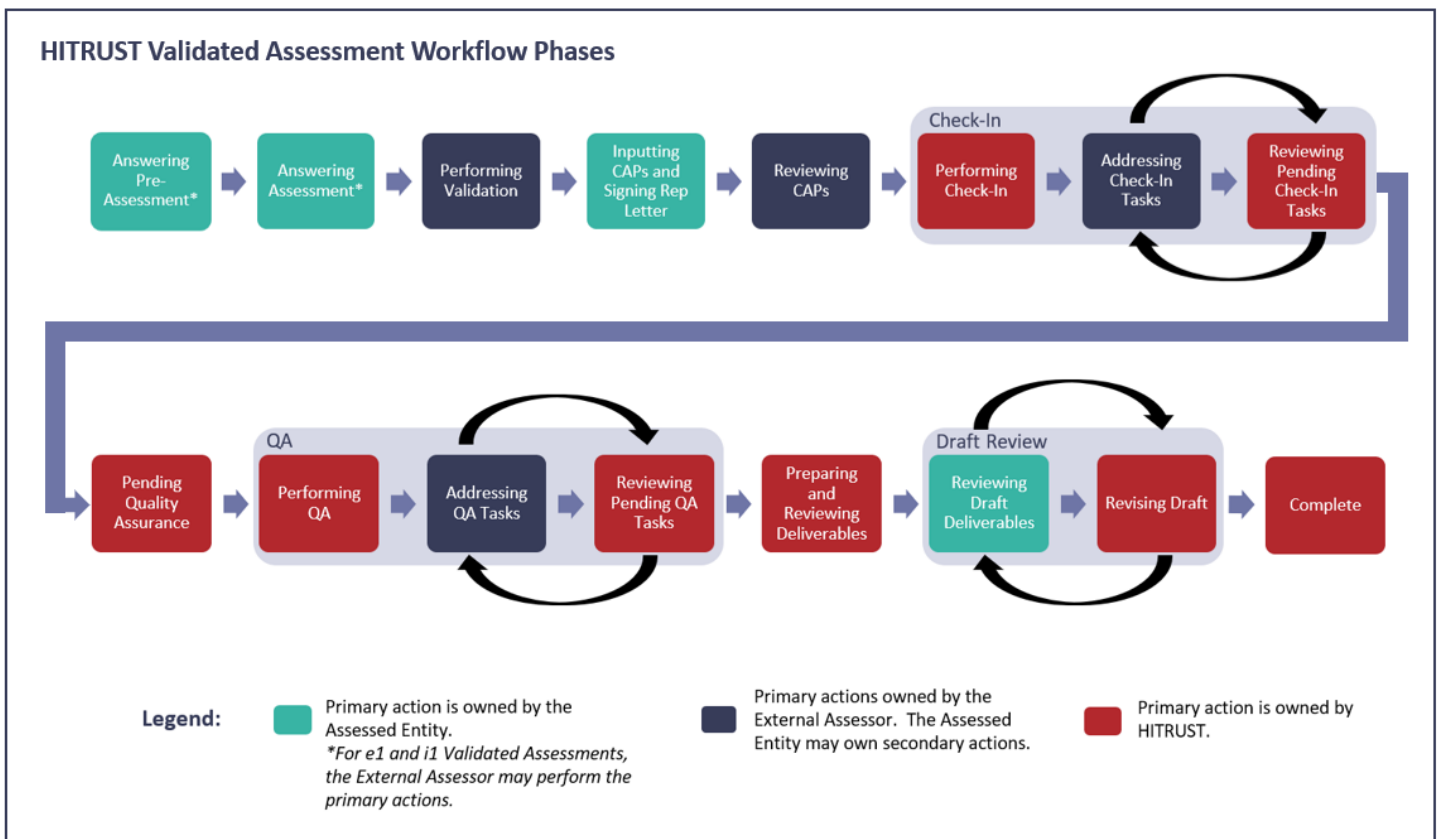 HITRUST Validated Assessment Workflow Phases
Answering
Pre-
Assessment*
Answering
Assessment*
Performing
Validation
Inputting
CAPs and
Signing Rep
Letter
Reviewing
CAPs
Check-In
Performing
Check-In
Addressing
Check-In
Tasks
Reviewing
Pending
Check-In
Tasks
Pending
Quality
Assurance
QA
Performing
QA
Addressing
QA Tasks
Reviewing
Pending QA
Tasks
Preparing
and
Reviewing
Deliverables
Draft Review
Reviewing
Draft
Deliverables
Revising Draft
Complete
Legend:
Primary action is owned by the
Assessed Entity.
*For e1 and i1 Validated Assessments,
the External Assessor may perform the
primary actions.
Primary actions owned by the
External Assessor.  The Assessed
Entity may own secondary actions.
Primary action is owned by
HITRUST.